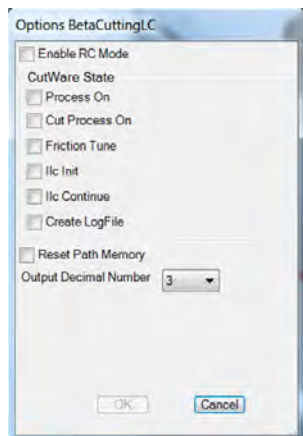 Options BetaCuttingLC
Enable RC Mode
CutWare State
Process On
Cut Process On
Friction Tune
Ilc Init
Ilc Continue
Create LogFile
Reset Path Memory
Output Decimal Number 3
OK
Cancel